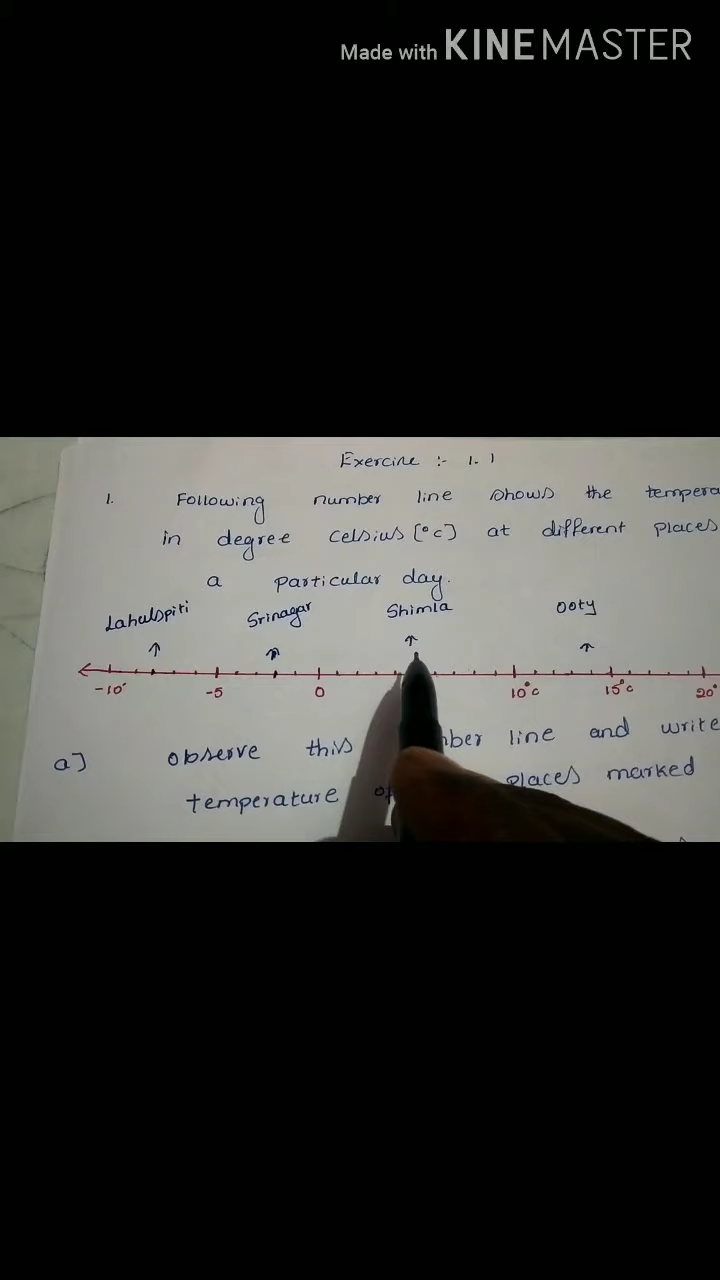 Made with KINEMASTER
Exercise :- 1.1
1. Following number line shows the tempera
in degree celsius [°c] at different places
a particular day.
Lahulspiti Srinagar Shimla Ooty
-10° -5 0 10°c 15°c 20°
a] observe this line and write
temperature places marked